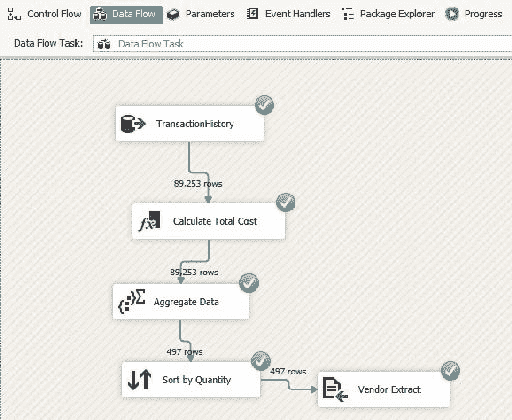 Control Flow Data Flow Parameters Event Handlers Package Explorer Progress
Data Flow Task: Data Flow Task
TransactionHistory
89,253 rows
Calculate Total Cost
89,253 rows
Aggregate Data
497 rows
Sort by Quantity
497 rows
Vendor Extract